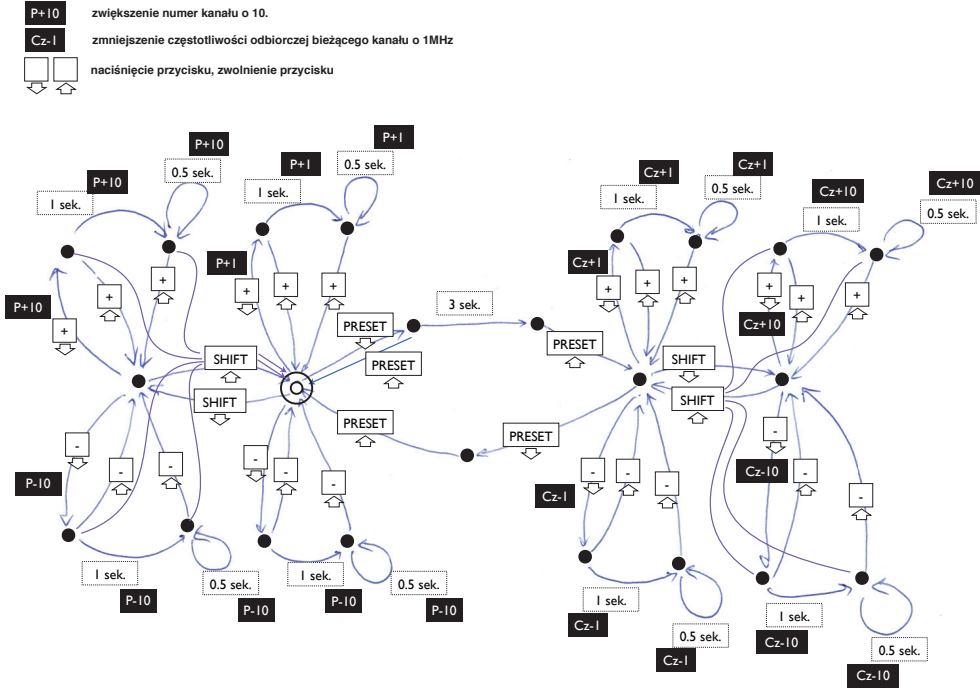 P+10 zwiększenie numer kanału o 10.
Cz-1 zmniejszenie częstotliwości odbiorczej bieżącego kanału o 1MHz
naciśnięcie przycisku, zwolnienie przycisku
P+10
P+1
P+10
0.5 sek.
P+1
0.5 sek.
1 sek.
1 sek.
P+10
+
+
P+1
+
+
+
+
PRESET
3 sek.
PRESET
SHIFT
SHIFT
PRESET
PRESET
-
-
-
P-10
-
-
-
1 sek.
P-10
0.5 sek.
P-10
1 sek.
P-10
0.5 sek.
P-10
Cz+1
Cz+1
0.5 sek.
1 sek.
Cz+10
1 sek.
Cz+10
0.5 sek.
Cz+1
+
+
+
+
+
+
Cz+10
PRESET
SHIFT
SHIFT
-
-
-
Cz-1
-
Cz-10
-
-
1 sek.
Cz-1
0.5 sek.
Cz-1
1 sek.
Cz-10
0.5 sek.
Cz-10